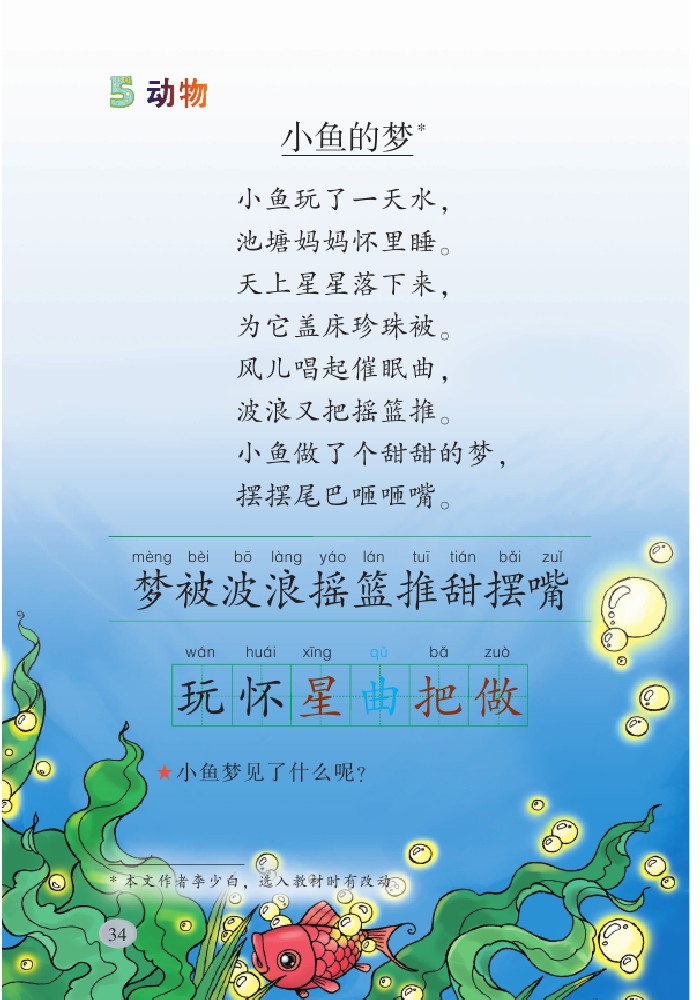 5 动物
小鱼的梦*
小鱼玩了一天水，
池塘妈妈怀里睡。
天上星星落下来，
为它盖床珍珠被。
风儿唱起催眠曲，
波浪又把摇篮推。
小鱼做了个甜甜的梦，
摆摆尾巴咂咂嘴。
mèng bèi bō làng yáo lán tuī tián bǎi zuǐ
梦被波浪摇篮推甜摆嘴
wán huái xīng qǔ bǎ zuò
玩怀星曲把做
★小鱼梦见了什么呢？
* 本文作者李少白，选入教材时有改动。
34